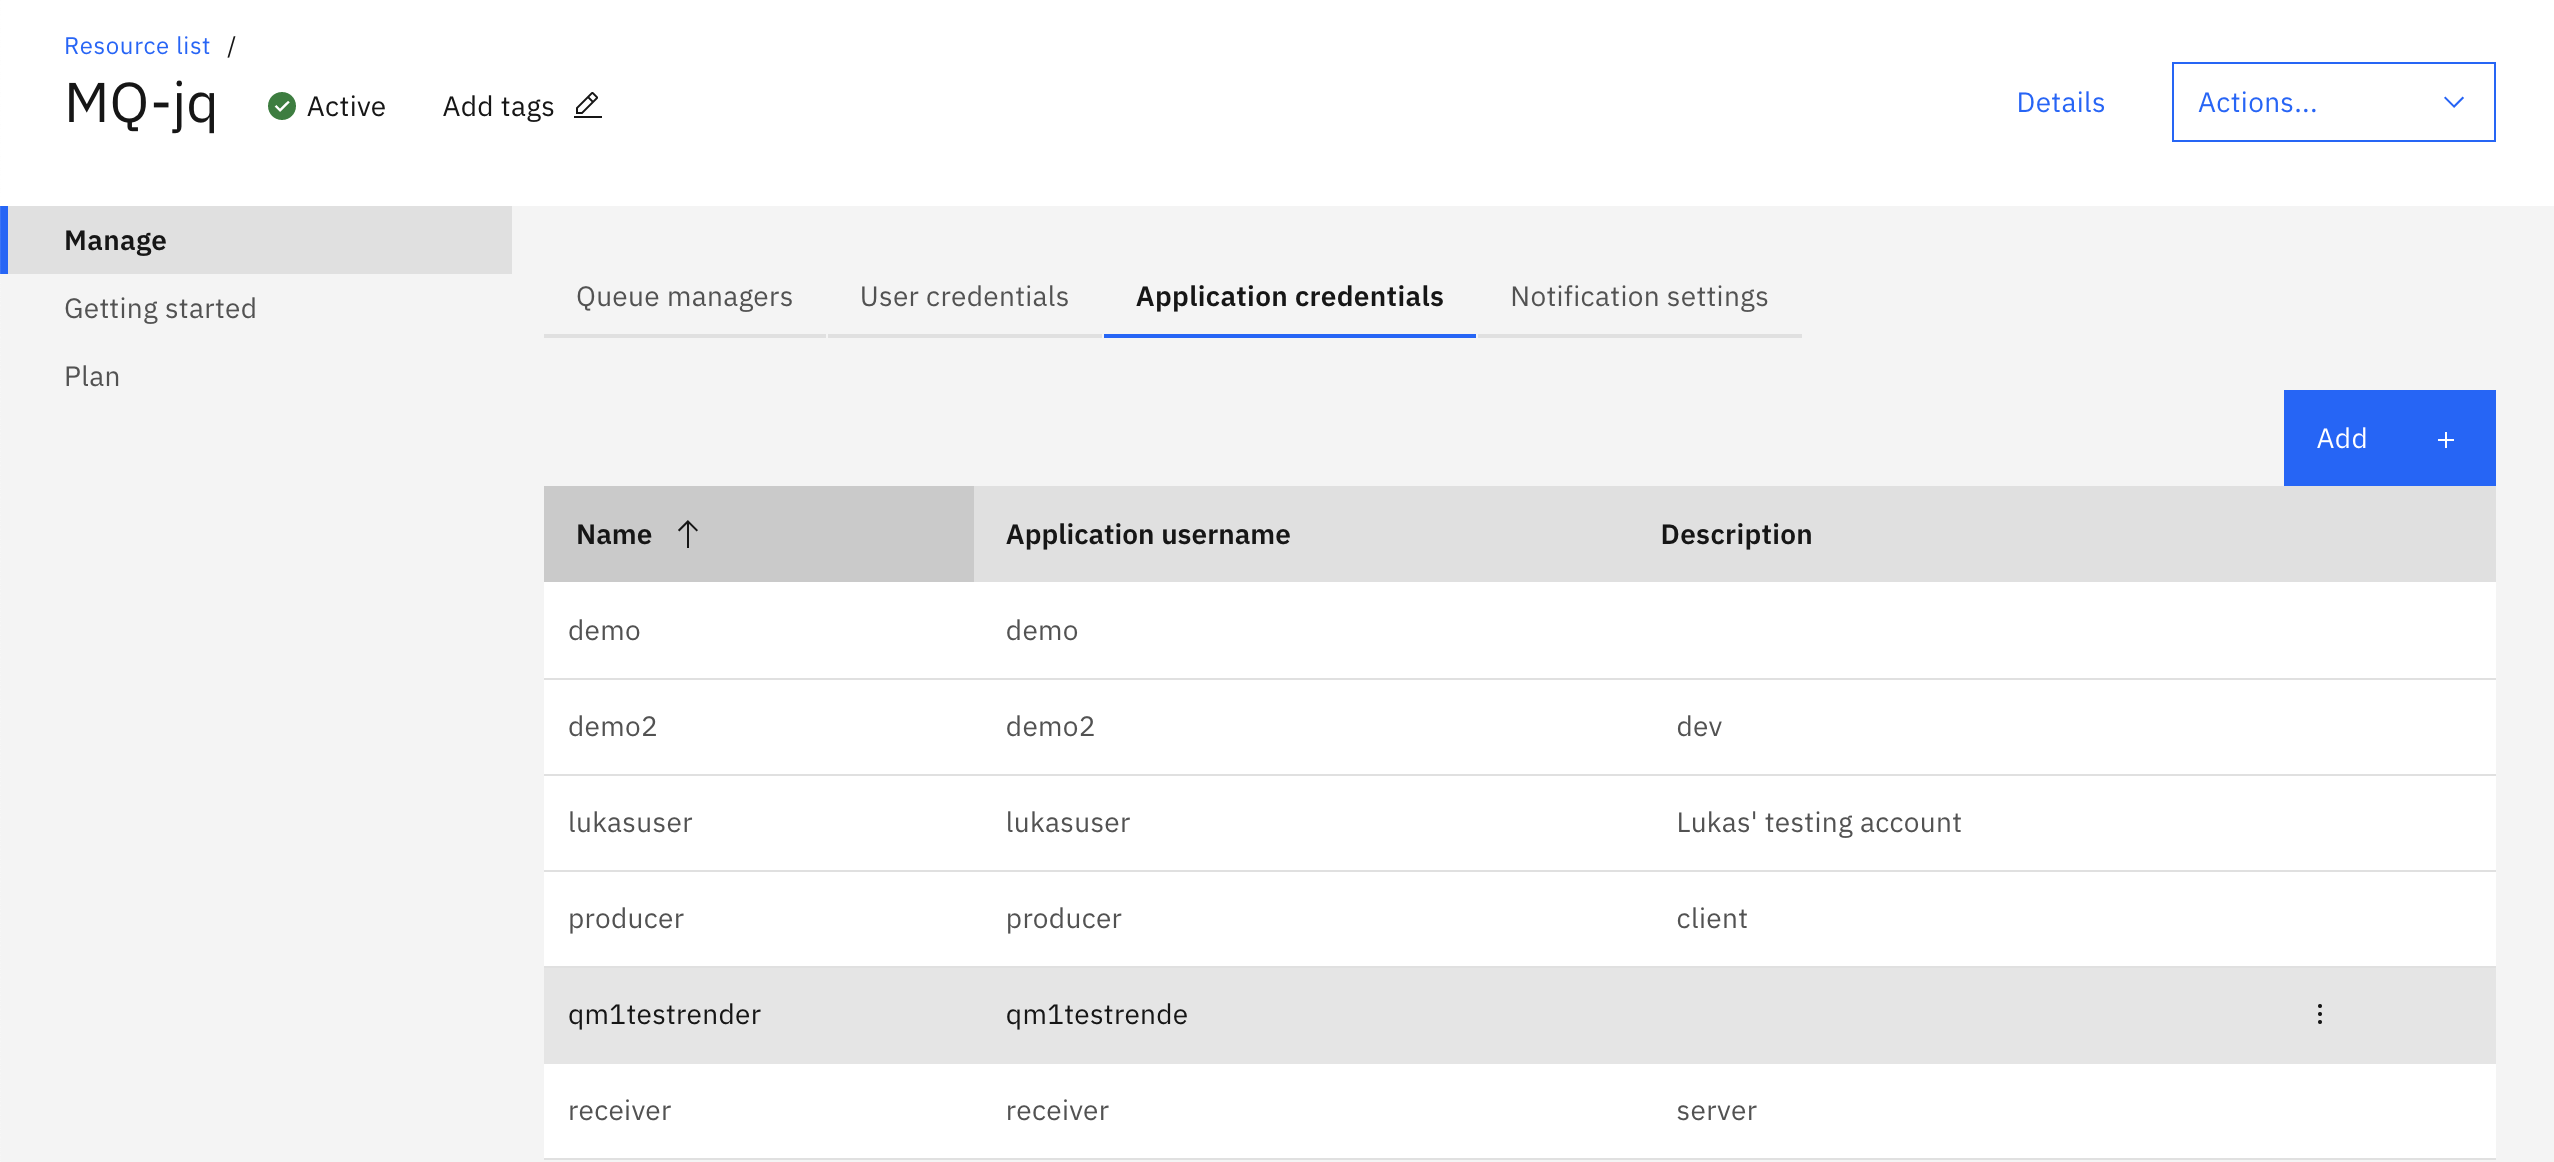 Resource list /
MQ-jq Active Add tags
Details Actions...
Manage
Getting started
Plan
Queue managers User credentials Application credentials Notification settings
Add +
Name Application username Description
demo demo
demo2 demo2 dev
lukasuser lukasuser Lukas' testing account
producer producer client
qm1testrender qm1testrende
receiver receiver server